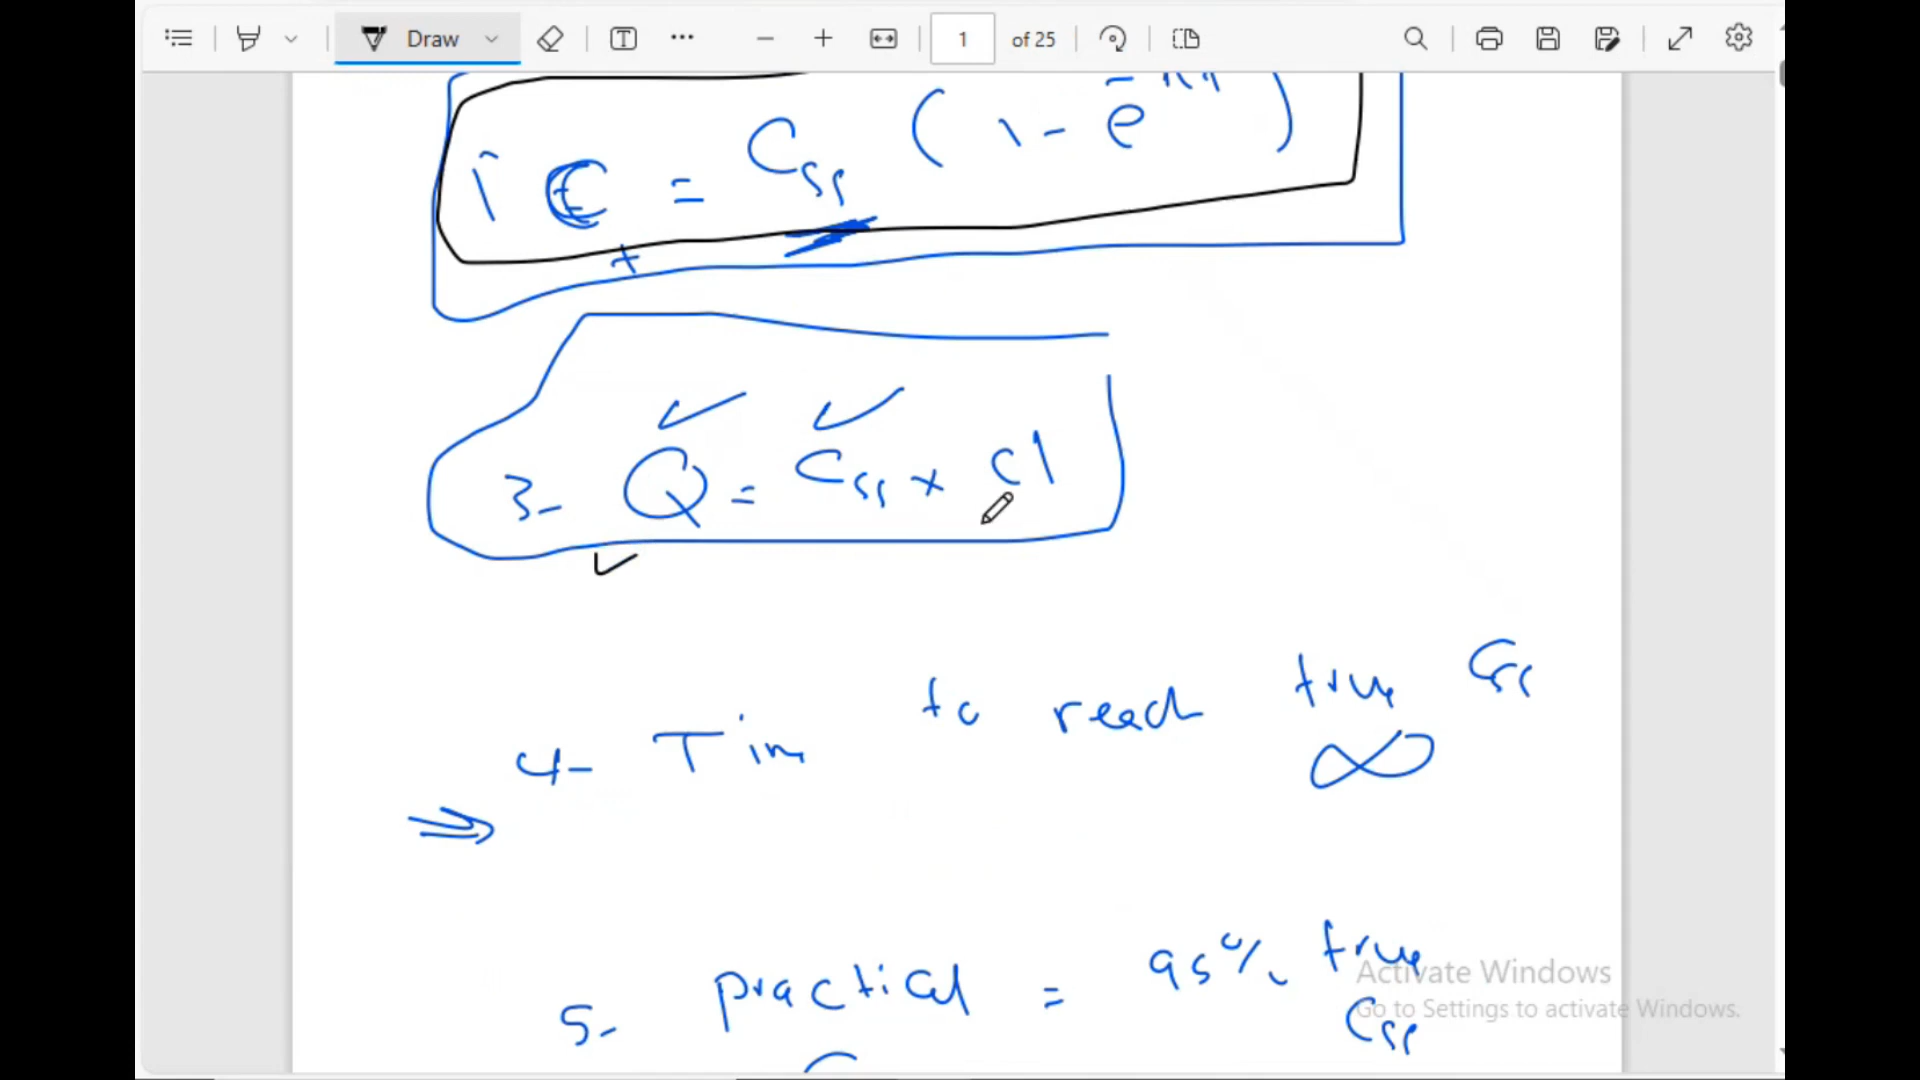 Draw
1 of 25
C = Css (1 - e
3- Q = Css x cl
4- Tim to reach true Css
∞
5- practical = 95% true
Css
Activate Windows
Go to Settings to activate Windows.